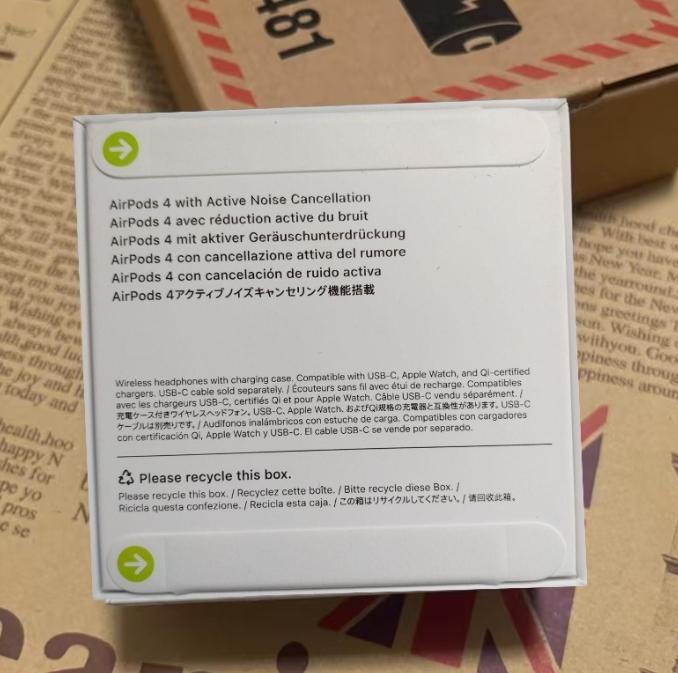 481
AirPods 4 with Active Noise Cancellation
AirPods 4 avec réduction active du bruit
AirPods 4 mit aktiver Geräuschunterdrückung
AirPods 4 con cancellazione attiva del rumore
AirPods 4 con cancelación de ruido activa
AirPods 4アクティブノイズキャンセリング機能搭載
Wireless headphones with charging case. Compatible with USB-C, Apple Watch, and Qi-certified
chargers. USB-C cable sold separately. / Écouteurs sans fil avec étui de recharge. Compatibles
avec les chargeurs USB-C, certifiés Qi et pour Apple Watch. Câble USB-C vendu séparément. /
充電ケース付きワイヤレスヘッドフォン。USB-C、Apple Watch、およびQi規格の充電器と互換性があります。USB-C
ケーブルは別売りです。/ Audífonos inalámbricos con estuche de carga. Compatibles con cargadores
con certificación Qi, Apple Watch y USB-C. El cable USB-C se vende por separado.
Please recycle this box.
Please recycle this box. / Recyclez cette boîte. / Bitte recycle diese Box. /
Ricicla questa confezione. / Recicla esta caja. / この箱はリサイクルしてください。/ 请回收此箱。